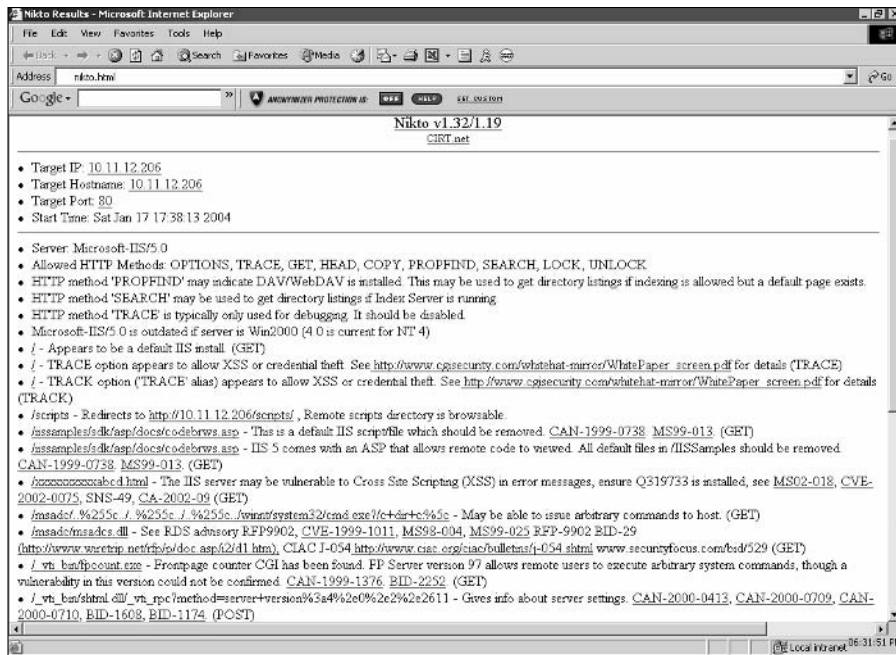 Nikto Results - Microsoft Internet Explorer
File Edit View Favorites Tools Help
Back Search Favorites Media
Address nikto.html Go
Google » ANONYMIZER PROTECTION IS: OFF HELP SET CUSTOM
Nikto v1.32/1.19
CIRT.net
• Target IP: 10.11.12.206
• Target Hostname: 10.11.12.206
• Target Port: 80
• Start Time: Sat Jan 17 17:38:13 2004
• Server: Microsoft-IIS/5.0
• Allowed HTTP Methods: OPTIONS, TRACE, GET, HEAD, COPY, PROPFIND, SEARCH, LOCK, UNLOCK
• HTTP method 'PROPFIND' may indicate DAV/WebDAV is installed. This may be used to get directory listings if indexing is allowed but a default page exists.
• HTTP method 'SEARCH' may be used to get directory listings if Index Server is running.
• HTTP method 'TRACE' is typically only used for debugging. It should be disabled.
• Microsoft-IIS/5.0 is outdated if server is Win2000 (4.0 is current for NT 4)
• / - Appears to be a default IIS install. (GET)
• / - TRACE option appears to allow XSS or credential theft. See http://www.cgisecurity.com/whitehat-mirror/WhitePaper_screen.pdf for details (TRACE)
• / - TRACK option ('TRACE' alias) appears to allow XSS or credential theft. See http://www.cgisecurity.com/whitehat-mirror/WhitePaper_screen.pdf for details
(TRACK)
• /scripts - Redirects to http://10.11.12.206/scripts/ , Remote scripts directory is browsable.
• /iissamples/sdk/asp/docs/codebrws.asp - This is a default IIS script/file which should be removed. CAN-1999-0738. MS99-013. (GET)
• /iissamples/sdk/asp/docs/codebrws.asp - IIS 5 comes with an ASP that allows remote code to viewed. All default files in /IISSamples should be removed.
CAN-1999-0738. MS99-013. (GET)
• /xxxxxxxxxxabcd.html - The IIS server may be vulnerable to Cross Site Scripting (XSS) in error messages, ensure Q319733 is installed, see MS02-018, CVE-
2002-0075, SNS-49, CA-2002-09 (GET)
• /msadc/..%255c../..%255c../..%255c../winnt/system32/cmd.exe?/c+dir+c:%5c - May be able to issue arbitrary commands to host. (GET)
• /msadc/msadcs.dll - See RDS advisory RFP9902, CVE-1999-1011, MS98-004, MS99-025 RFP-9902 BID-29
(http://www.wiretrip.net/rfp/p/doc.asp/i2/d1.htm), CIAC J-054 http://www.ciac.org/ciac/bulletins/j-054.shtml www.securityfocus.com/bid/529 (GET)
• /_vti_bin/fpcount.exe - Frontpage counter CGI has been found. FP Server version 97 allows remote users to execute arbitrary system commands, though a
vulnerability in this version could not be confirmed. CAN-1999-1376. BID-2252. (GET)
• /_vti_bin/shtml.dll/_vti_rpc?method=server+version%3a4%2e0%2e2%2e2611 - Gives info about server settings. CAN-2000-0413, CAN-2000-0709, CAN-
2000-0710, BID-1608, BID-1174. (POST)
Local intranet 06:31:51 P